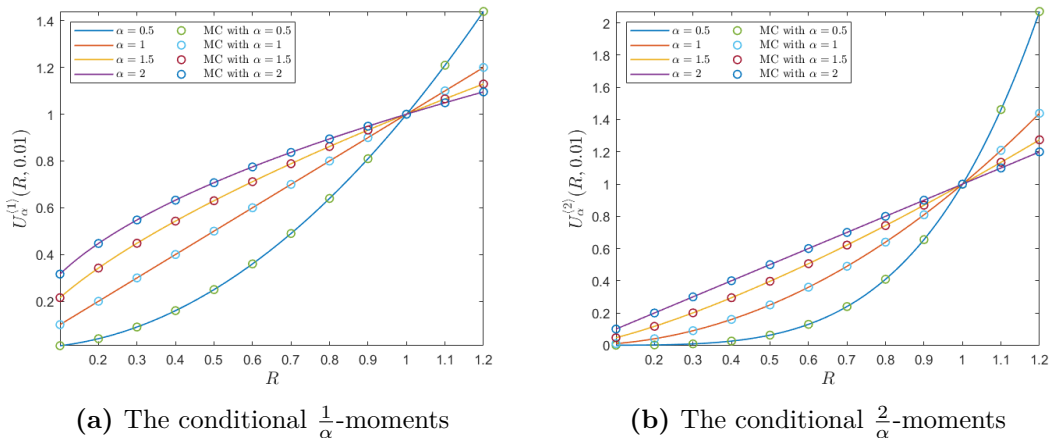 1.4
1.2
1
0.8
0.6
0.4
0.2
0.2 0.3 0.4 0.5 0.6 0.7 0.8 0.9 1 1.1 1.2
R
U_α^⟨1⟩(R, 0.01)
α = 0.5 MC with α = 0.5
α = 1 MC with α = 1
α = 1.5 MC with α = 1.5
α = 2 MC with α = 2
(a) The conditional 1/α-moments
2
1.8
1.6
1.4
1.2
1
0.8
0.6
0.4
0.2
0
0.2 0.3 0.4 0.5 0.6 0.7 0.8 0.9 1 1.1 1.2
R
U_α^⟨2⟩(R, 0.01)
α = 0.5 MC with α = 0.5
α = 1 MC with α = 1
α = 1.5 MC with α = 1.5
α = 2 MC with α = 2
(b) The conditional 2/α-moments